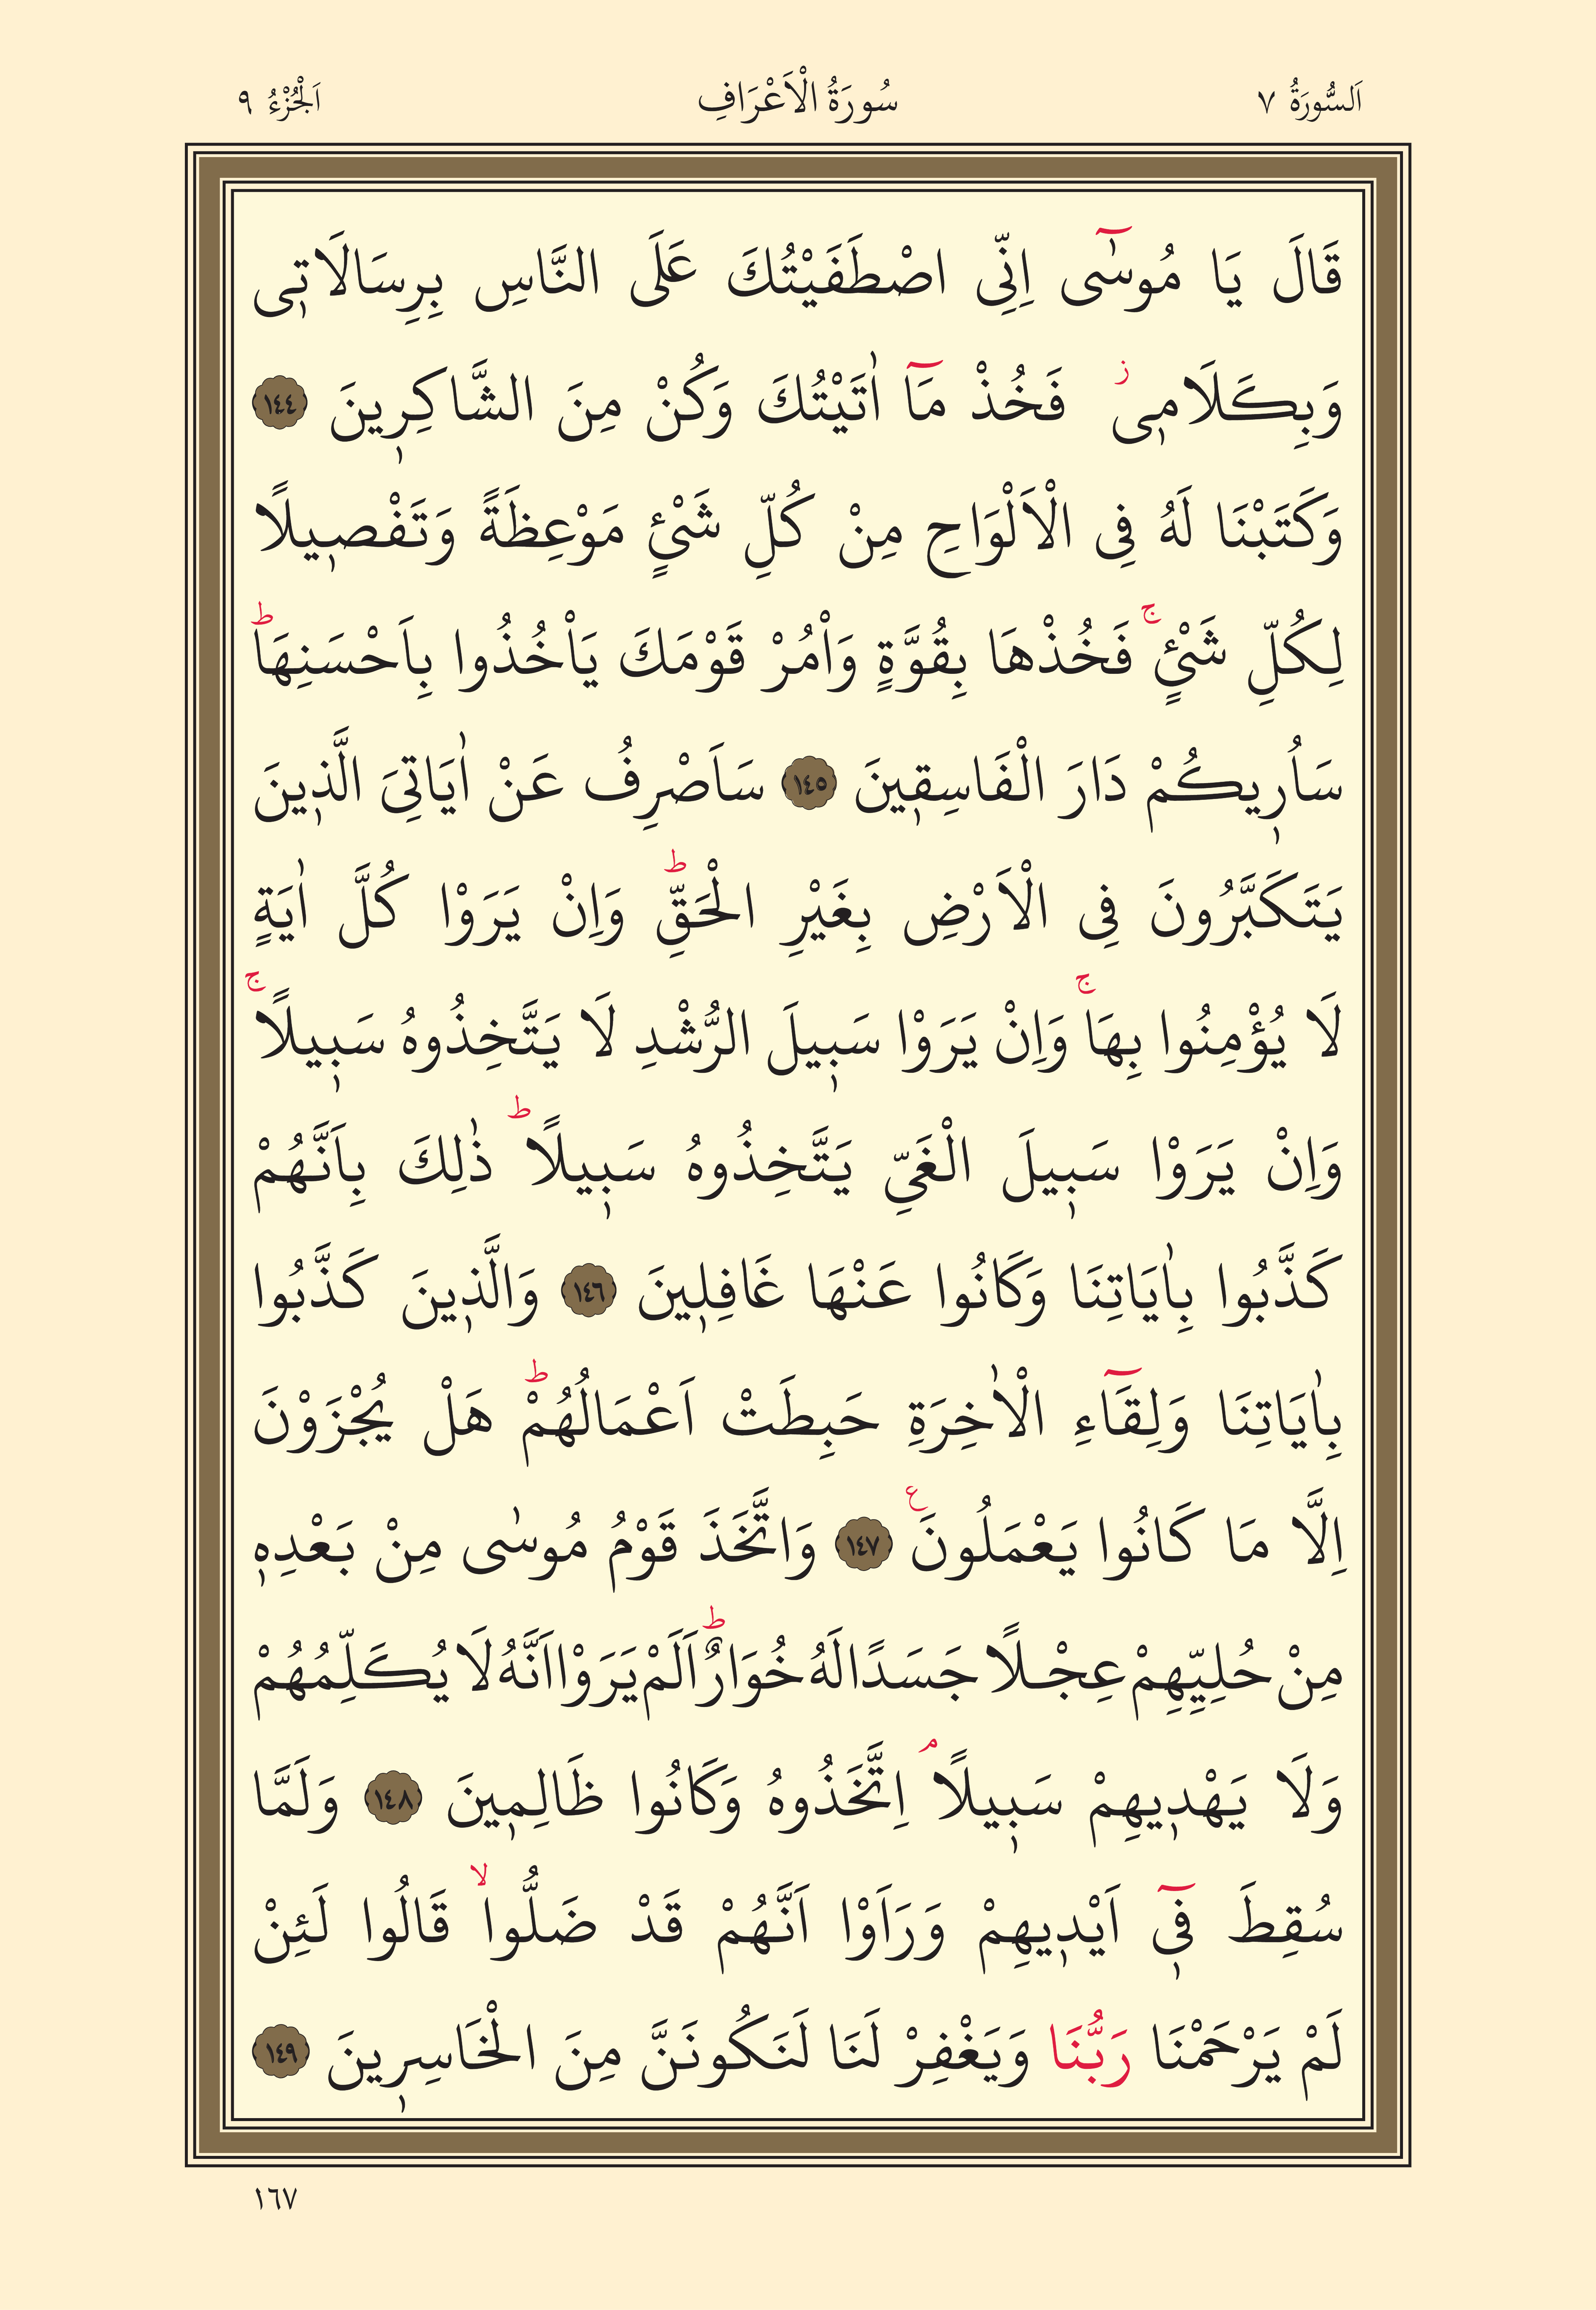 اَلسُّورَةُ ٧ سُورَةُ الْاَعْرَافِ اَلْجُزْءُ ٩
قَالَ يَا مُوسٰٓى اِنِّى اصْطَفَيْتُكَ عَلَى النَّاسِ بِرِسَالَات۪ى
وَبِكَلَام۪ىۘ فَخُذْ مَٓا اٰتَيْتُكَ وَكُنْ مِنَ الشَّاكِر۪ينَ ﴿١٤٤﴾
وَكَتَبْنَا لَهُ فِى الْاَلْوَاحِ مِنْ كُلِّ شَىْءٍ مَوْعِظَةً وَتَفْص۪يلًا
لِكُلِّ شَىْءٍۚ فَخُذْهَا بِقُوَّةٍ وَاْمُرْ قَوْمَكَ يَاْخُذُوا بِاَحْسَنِهَاؕ
سَاُر۪يكُمْ دَارَ الْفَاسِق۪ينَ ﴿١٤٥﴾ سَاَصْرِفُ عَنْ اٰيَاتِىَ الَّذ۪ينَ
يَتَكَبَّرُونَ فِى الْاَرْضِ بِغَيْرِ الْحَقِّؕ وَاِنْ يَرَوْا كُلَّ اٰيَةٍ
لَا يُؤْمِنُوا بِهَاۚ وَاِنْ يَرَوْا سَب۪يلَ الرُّشْدِ لَا يَتَّخِذُوهُ سَب۪يلًاۚ
وَاِنْ يَرَوْا سَب۪يلَ الْغَىِّ يَتَّخِذُوهُ سَب۪يلًاؕ ذٰلِكَ بِاَنَّهُمْ
كَذَّبُوا بِاٰيَاتِنَا وَكَانُوا عَنْهَا غَافِل۪ينَ ﴿١٤٦﴾ وَالَّذ۪ينَ كَذَّبُوا
بِاٰيَاتِنَا وَلِقَٓاءِ الْاٰخِرَةِ حَبِطَتْ اَعْمَالُهُمْؕ هَلْ يُجْزَوْنَ
اِلَّا مَا كَانُوا يَعْمَلُونَ ع ﴿١٤٧﴾ وَاتَّخَذَ قَوْمُ مُوسٰى مِنْ بَعْدِه۪
مِنْ حُلِيِّهِمْ عِجْلًا جَسَدًا لَهُ خُوَارٌؕ اَلَمْ يَرَوْا اَنَّهُ لَا يُكَلِّمُهُمْ
وَلَا يَهْد۪يهِمْ سَب۪يلًاۢ اِتَّخَذُوهُ وَكَانُوا ظَالِم۪ينَ ﴿١٤٨﴾ وَلَمَّا
سُقِطَ ف۪ٓى اَيْد۪يهِمْ وَرَاَوْا اَنَّهُمْ قَدْ ضَلُّواۙ قَالُوا لَئِنْ
لَمْ يَرْحَمْنَا رَبُّنَا وَيَغْفِرْ لَنَا لَنَكُونَنَّ مِنَ الْخَاسِر۪ينَ ﴿١٤٩﴾
١٦٧